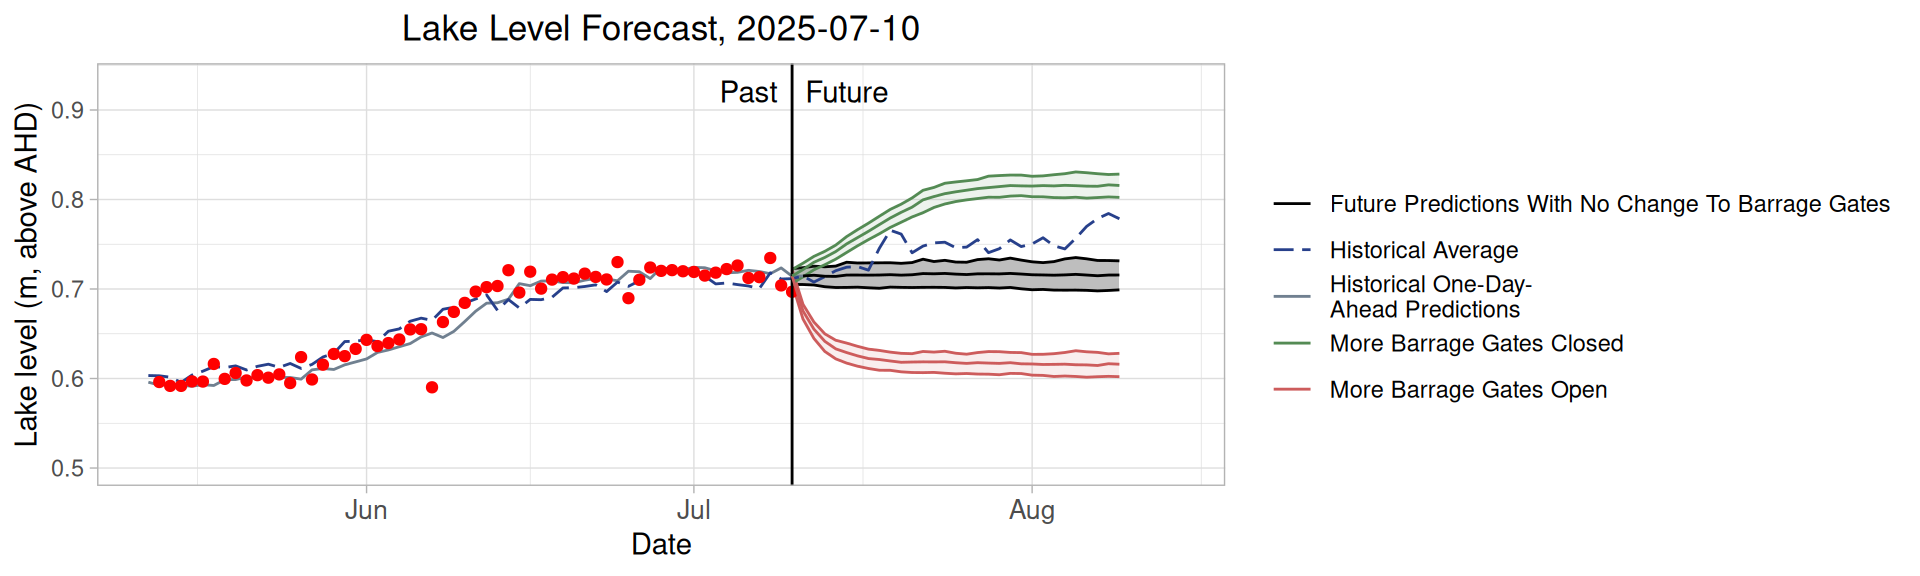 Lake Level Forecast, 2025-07-10
Past
Future
Lake level (m, above AHD)
0.9
0.8
0.7
0.6
0.5
Jun
Jul
Aug
Date
Future Predictions With No Change To Barrage Gates
Historical Average
Historical One-Day-
Ahead Predictions
More Barrage Gates Closed
More Barrage Gates Open